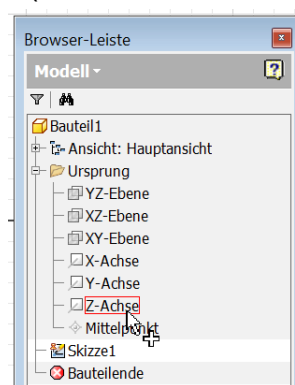 Browser-Leiste
Modell
Bauteil1
Ansicht: Hauptansicht
Ursprung
YZ-Ebene
XZ-Ebene
XY-Ebene
X-Achse
Y-Achse
Z-Achse
Mittelpunkt
Skizze1
Bauteilende